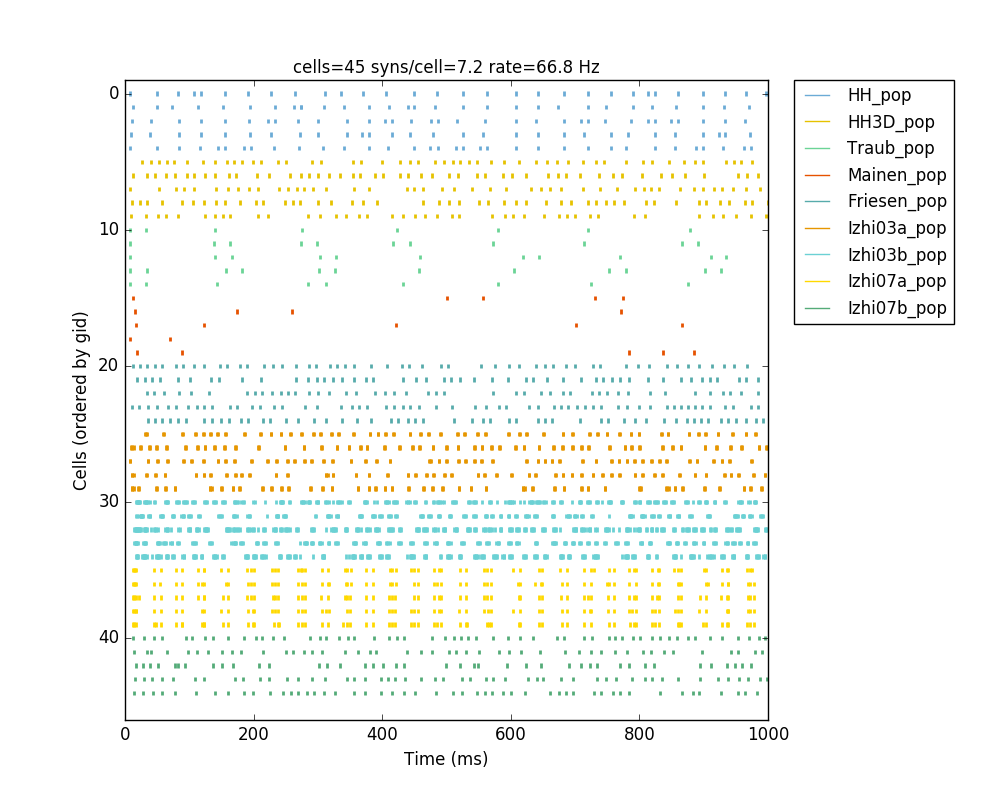 cells=45 syns/cell=7.2 rate=66.8 Hz
0
10
20
30
40
Cells (ordered by gid)
0 200 400 600 800 1000
Time (ms)
HH_pop
HH3D_pop
Traub_pop
Mainen_pop
Friesen_pop
Izhi03a_pop
Izhi03b_pop
Izhi07a_pop
Izhi07b_pop